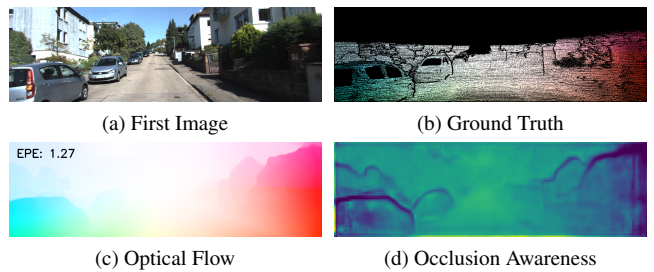 (a) First Image
(b) Ground Truth
EPE: 1.27
(c) Optical Flow
(d) Occlusion Awareness